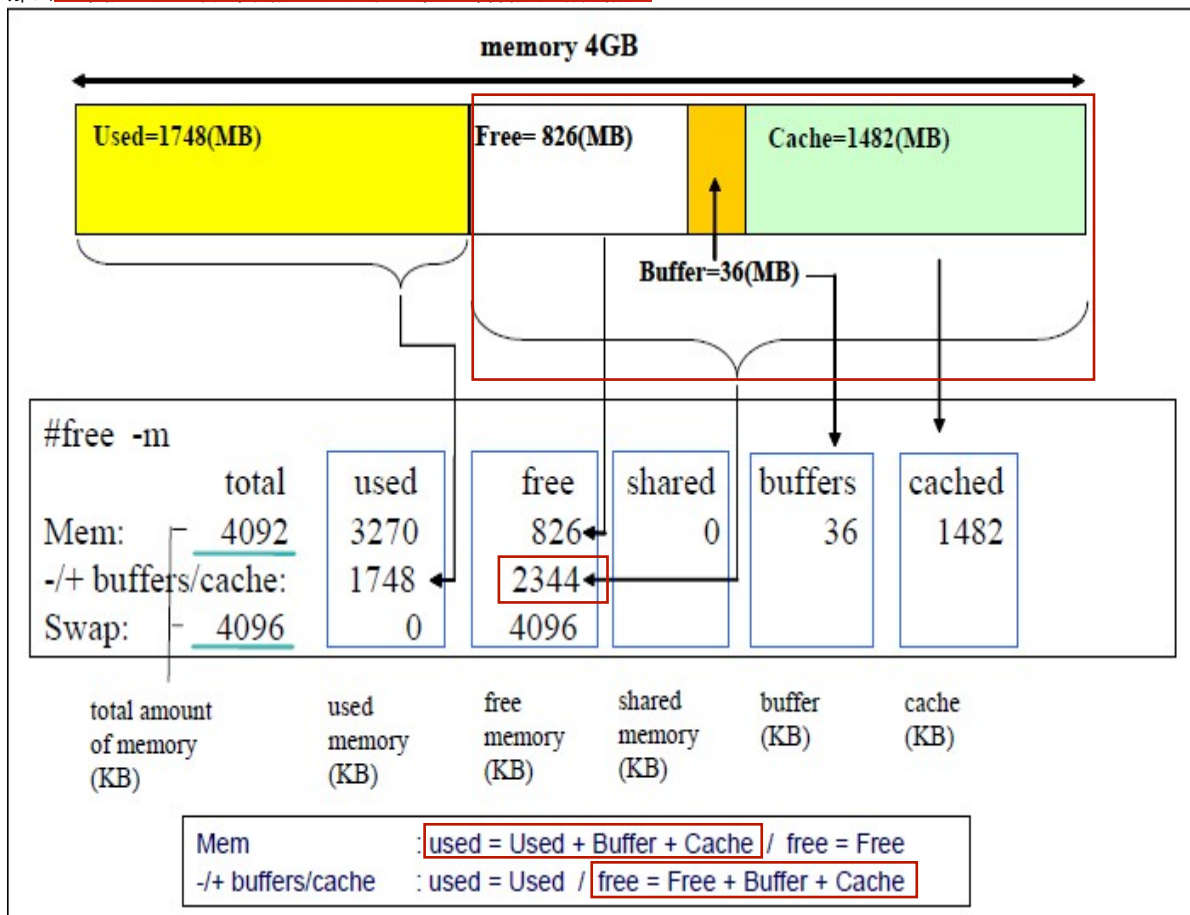 memory 4GB
Used=1748(MB) Free= 826(MB) Cache=1482(MB)
Buffer=36(MB)
#free -m
total used free shared buffers cached
Mem: 4092 3270 826 0 36 1482
-/+ buffers/cache: 1748 2344
Swap: 4096 0 4096
total amount of memory (KB)
used memory (KB)
free memory (KB)
shared memory (KB)
buffer (KB)
cache (KB)
Mem : used = Used + Buffer + Cache / free = Free
-/+ buffers/cache : used = Used / free = Free + Buffer + Cache